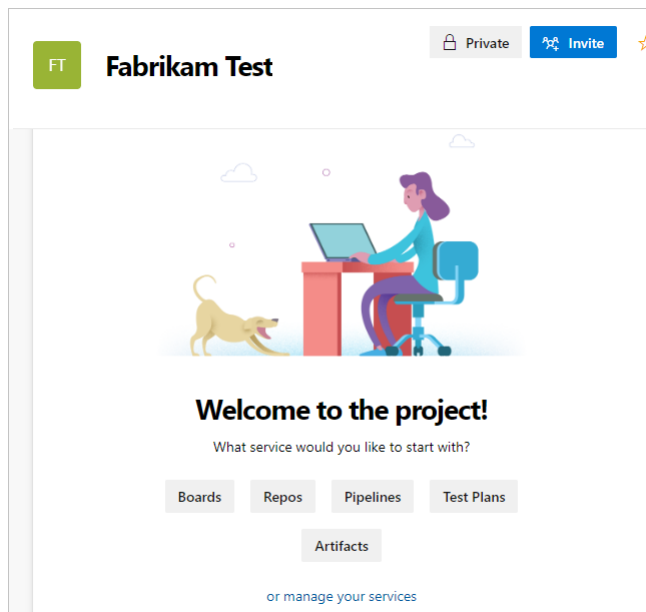 FT
Fabrikam Test
Private
Invite
Welcome to the project!
What service would you like to start with?
Boards Repos Pipelines Test Plans
Artifacts
or manage your services